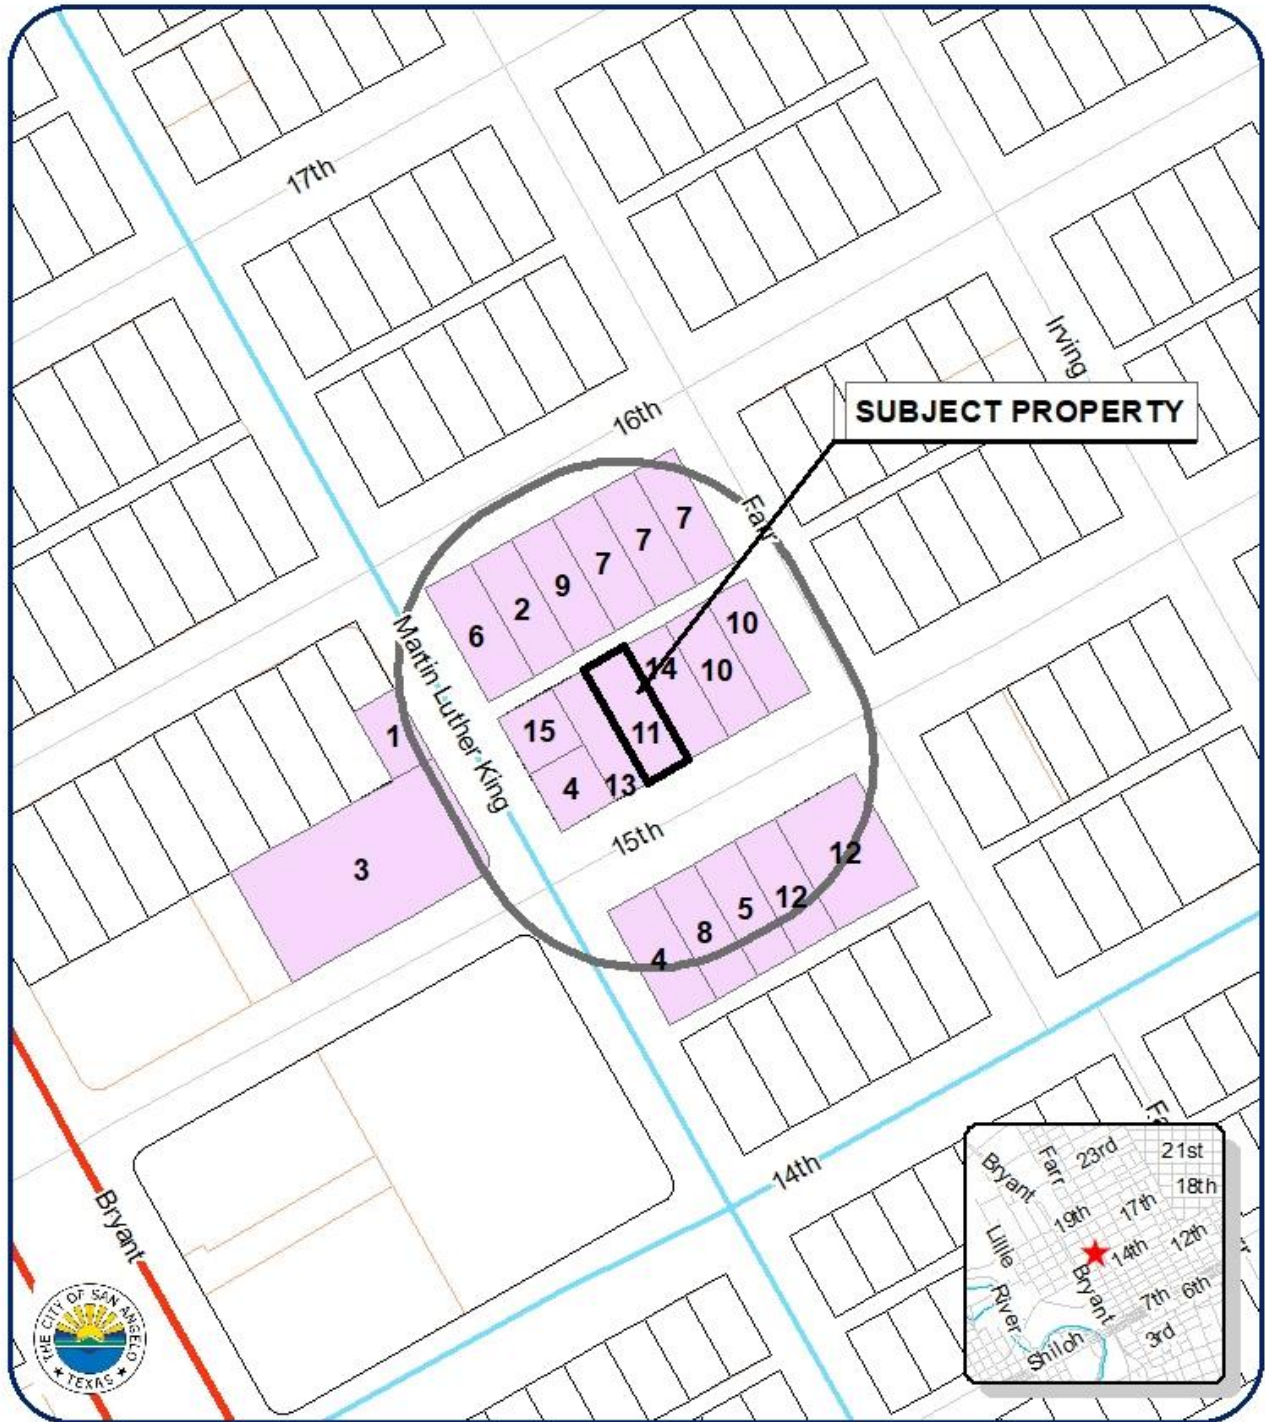 17th
Irving
SUBJECT PROPERTY
16th
Farr
7
7
7
9
2
6
10
10
14
11
15
13
4
Martin Luther King
1
3
15th
12
12
5
8
4
14th
Bryant
Fa
THE CITY OF SAN ANGELO
★ TEXAS ★
23rd
21st
Farr
Bryant
18th
17th
19th
12th
14th
Lillie
Bryant
6th
7th
River
3rd
Shiloh